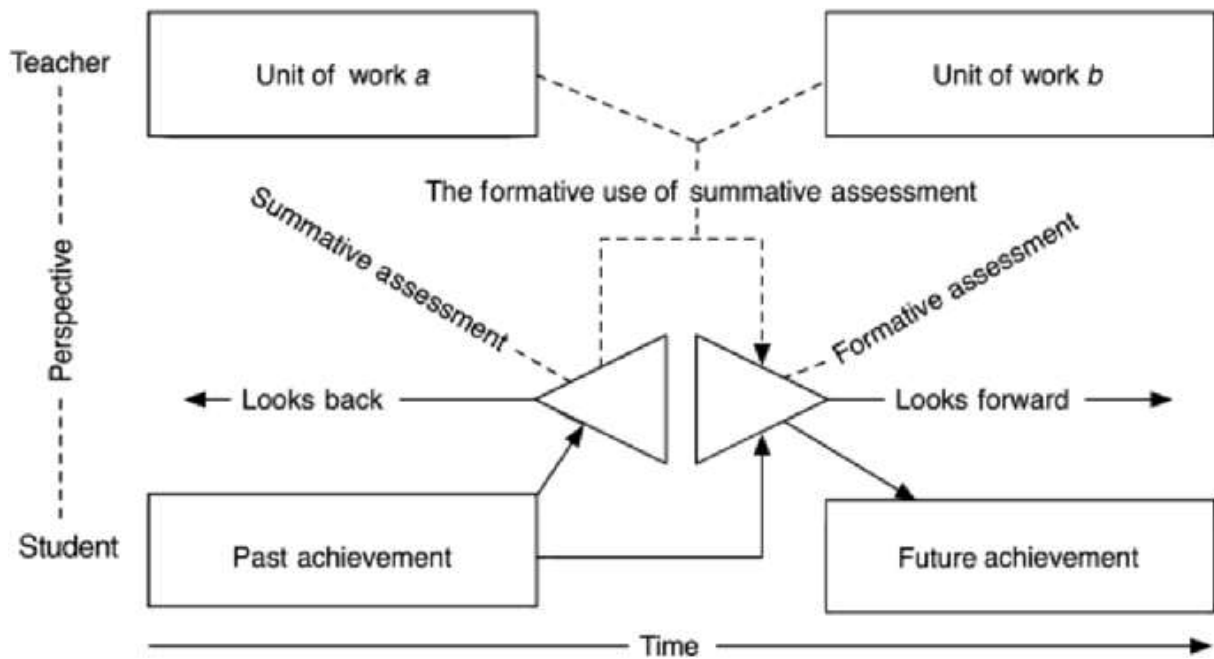 Teacher
Unit of work a
Unit of work b
The formative use of summative assessment
Summative assessment
Formative assessment
Perspective
Looks back
Looks forward
Student
Past achievement
Future achievement
Time